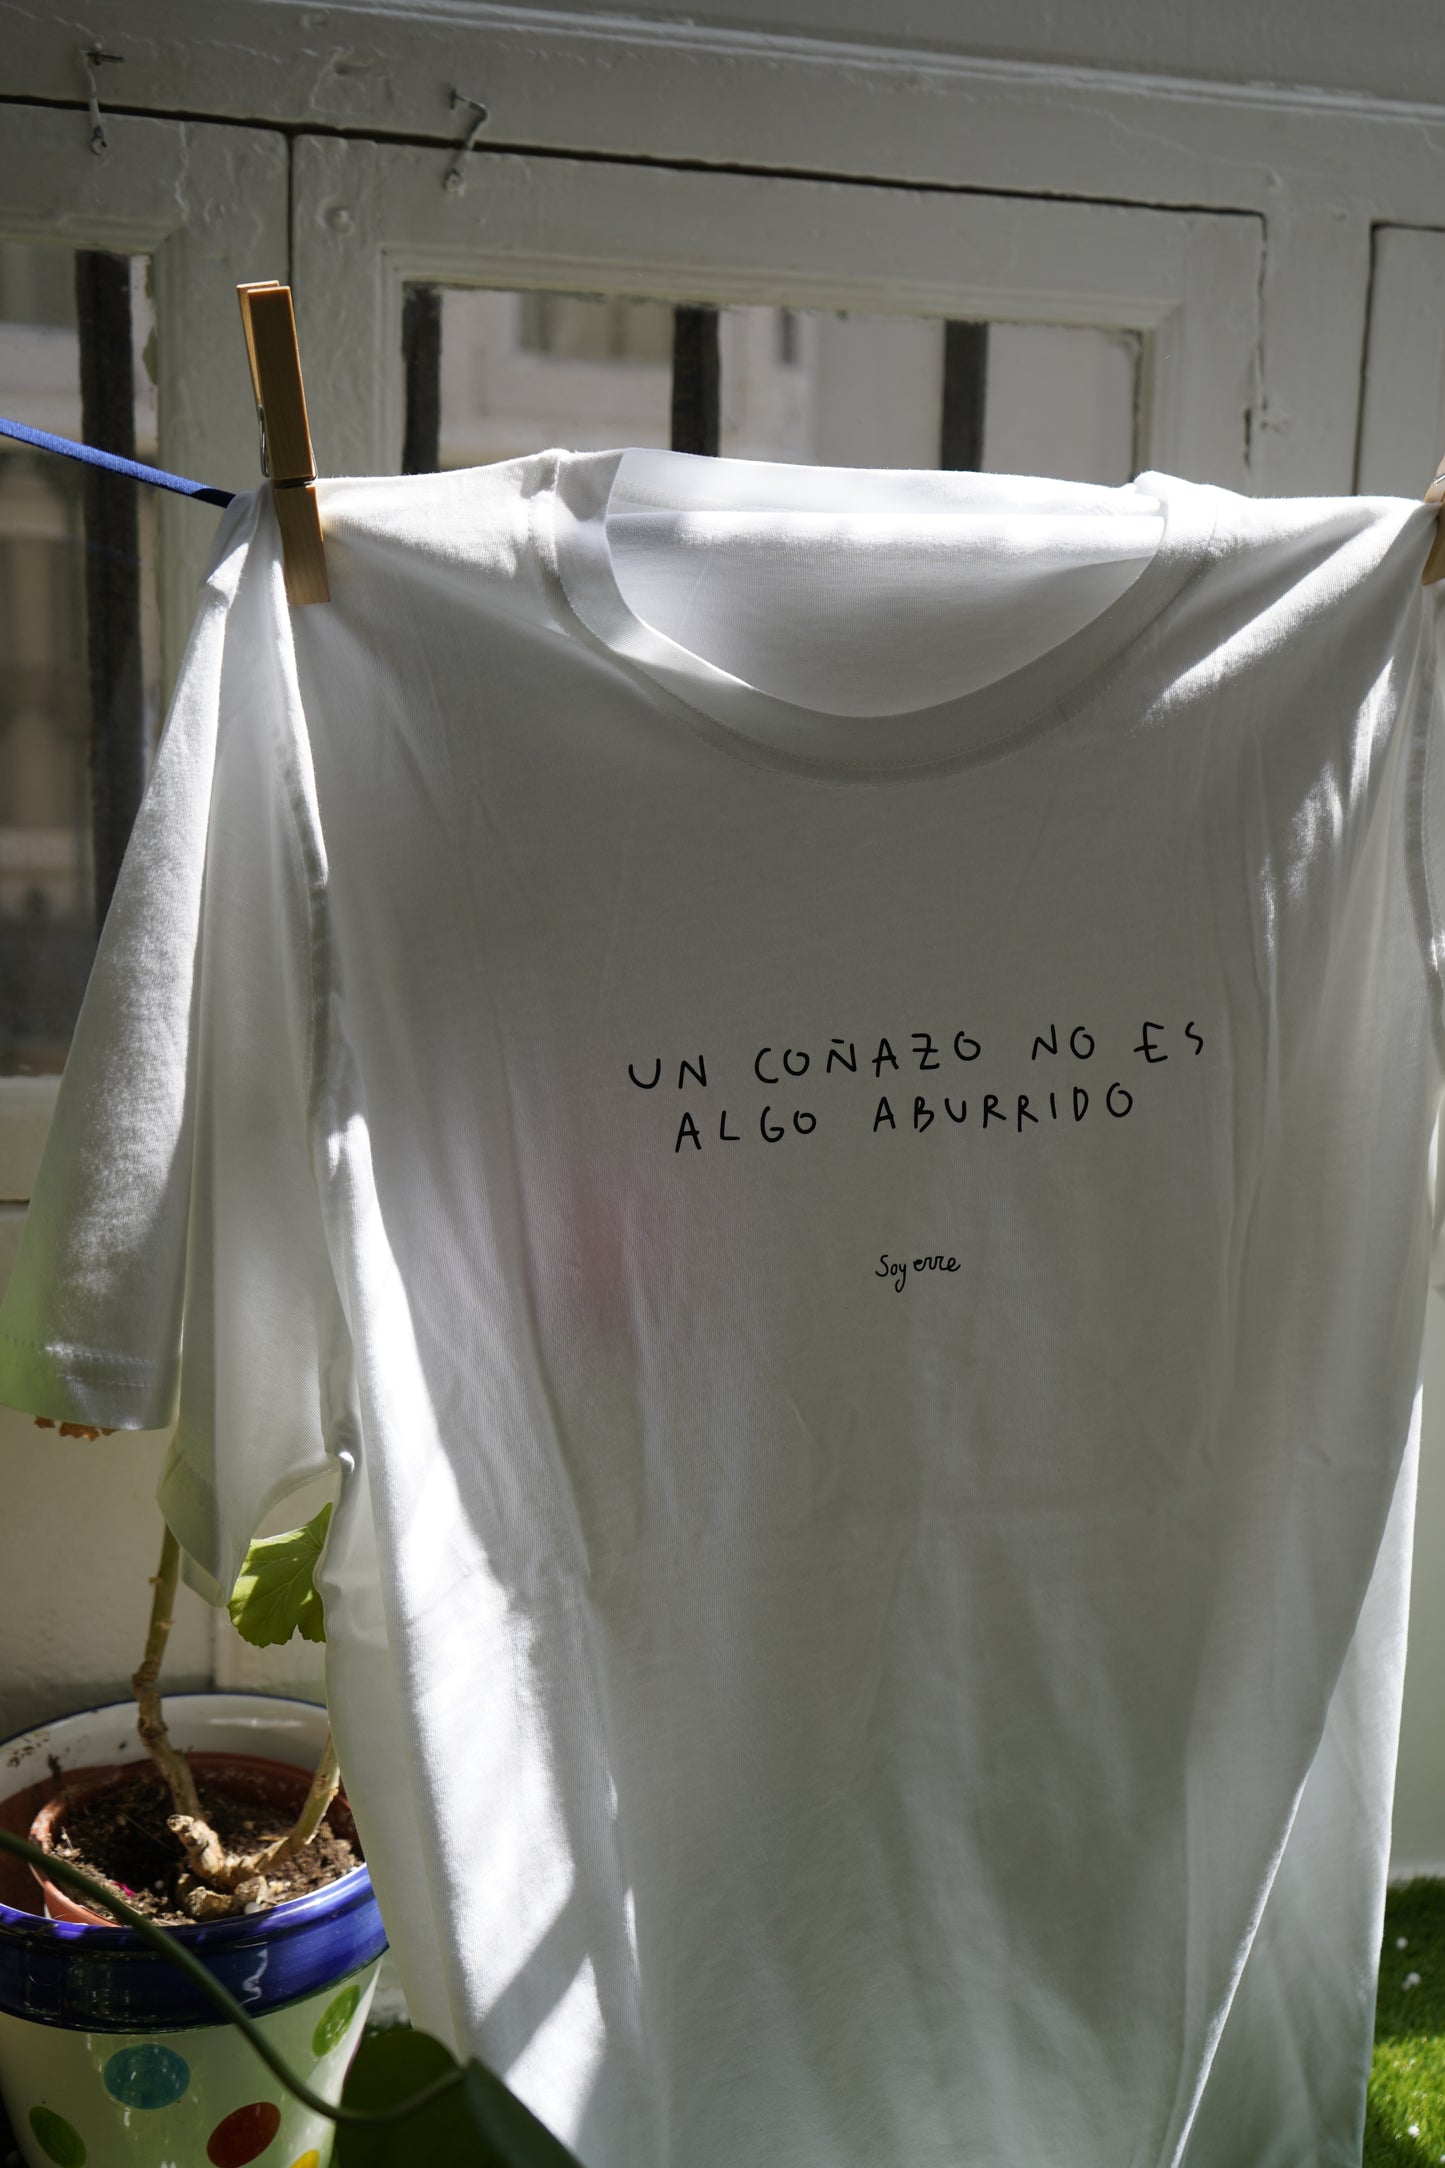 UN COÑAZO NO ES
ALGO ABURRIDO
Soy erre